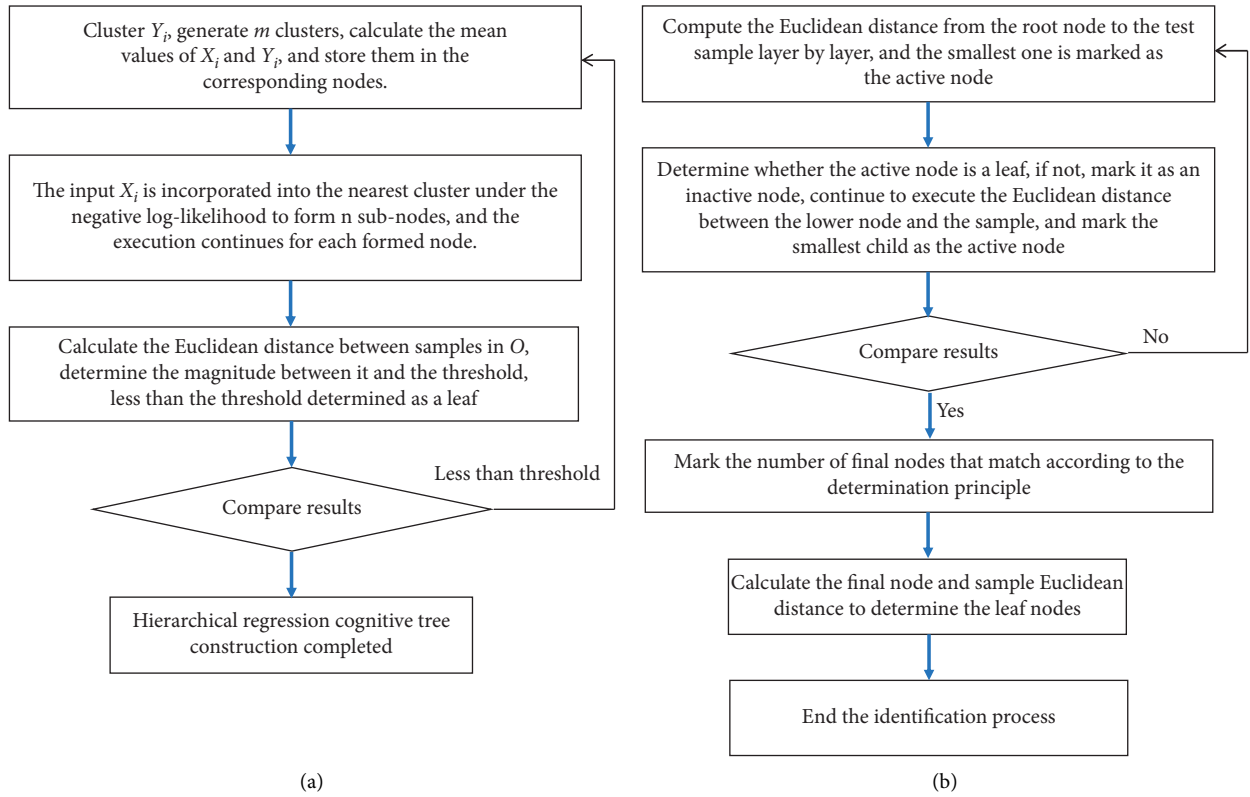 Cluster Yi, generate m clusters, calculate the mean
values of Xi and Yi, and store them in the
corresponding nodes.
The input Xi is incorporated into the nearest cluster under the
negative log-likelihood to form n sub-nodes, and the
execution continues for each formed node.
Calculate the Euclidean distance between samples in O,
determine the magnitude between it and the threshold,
less than the threshold determined as a leaf
Less than threshold
Compare results
Hierarchical regression cognitive tree
construction completed
(a)
Compute the Euclidean distance from the root node to the test
sample layer by layer, and the smallest one is marked as
the active node
Determine whether the active node is a leaf, if not, mark it as an
inactive node, continue to execute the Euclidean distance
between the lower node and the sample, and mark the
smallest child as the active node
Compare results
No
Yes
Mark the number of final nodes that match according to the
determination principle
Calculate the final node and sample Euclidean
distance to determine the leaf nodes
End the identification process
(b)